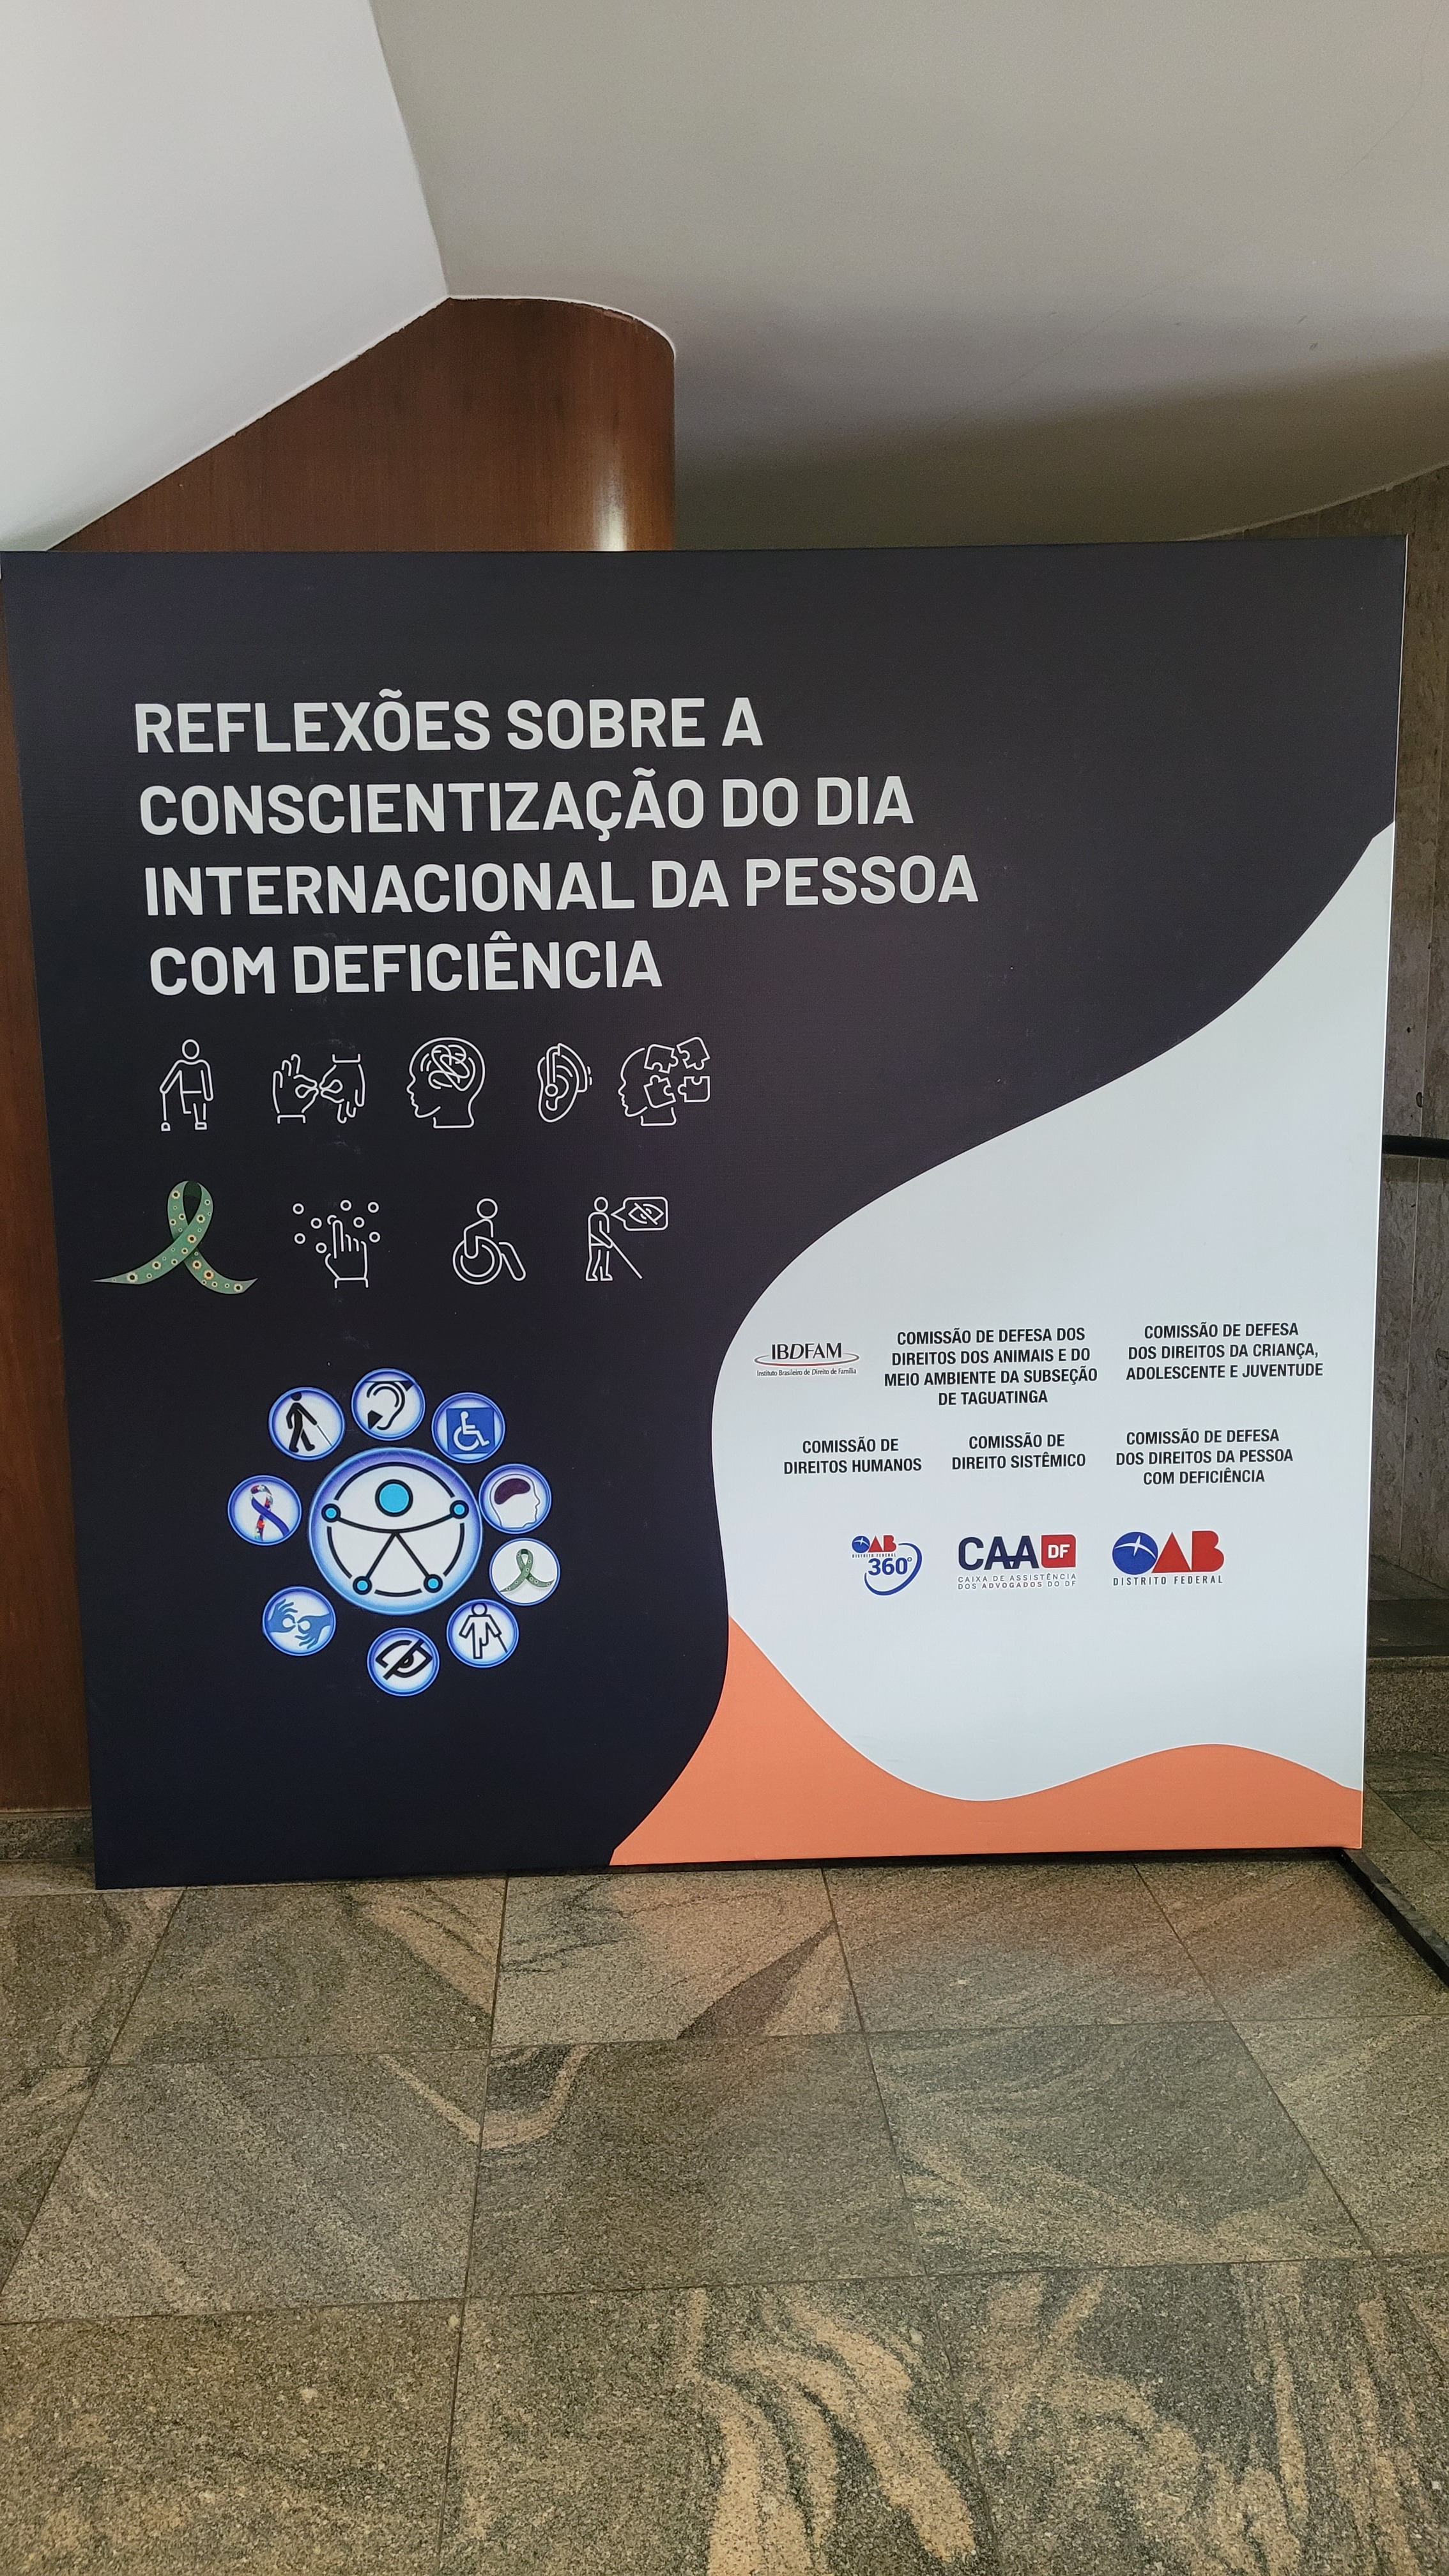 REFLEXÕES SOBRE A
CONSCIENTIZAÇÃO DO DIA
INTERNACIONAL DA PESSOA
COM DEFICIÊNCIA
IBDFAM
Instituto Brasileiro de Direito de Família
COMISSÃO DE DEFESA DOS
DIREITOS DOS ANIMAIS E DO
MEIO AMBIENTE DA SUBSEÇÃO
DE TAGUATINGA
COMISSÃO DE DEFESA
DOS DIREITOS DA CRIANÇA,
ADOLESCENTE E JUVENTUDE
COMISSÃO DE
DIREITOS HUMANOS
COMISSÃO DE
DIREITO SISTÊMICO
COMISSÃO DE DEFESA
DOS DIREITOS DA PESSOA
COM DEFICIÊNCIA
OAB
DISTRITO FEDERAL
360°
CAA DF
CAIXA DE ASSISTÊNCIA
DOS ADVOGADOS DO DF
OAB
DISTRITO FEDERAL